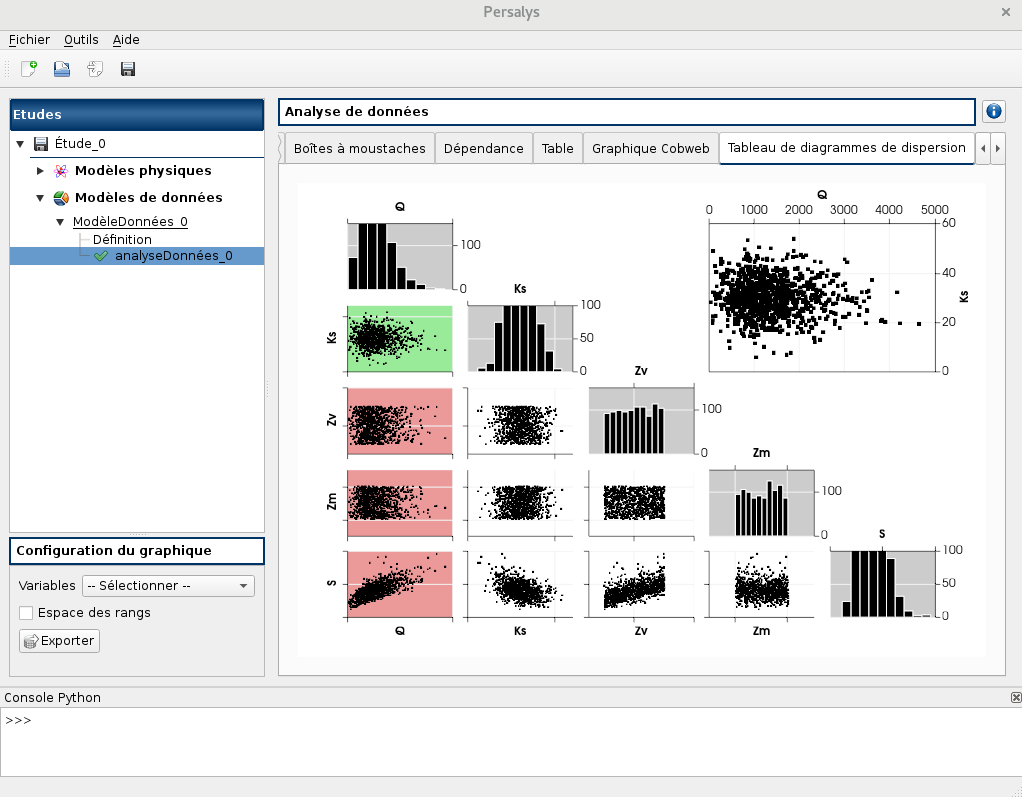 Persalys
Fichier Outils Aide
Etudes
Étude_0
Modèles physiques
Modèles de données
ModèleDonnées_0
Définition
analyseDonnées_0
Configuration du graphique
Variables -- Sélectionner --
Espace des rangs
Exporter
Analyse de données
Boîtes à moustaches Dépendance Table Graphique Cobweb Tableau de diagrammes de dispersion
Q
100
0
Q
0 1000 2000 3000 4000 5000
60
40
20
0
Ks
Ks
100
50
0
Ks
Zv
100
0
Zv
Zm
100
0
Zm
S
100
50
0
S
Q Ks Zv Zm
Console Python
>>>